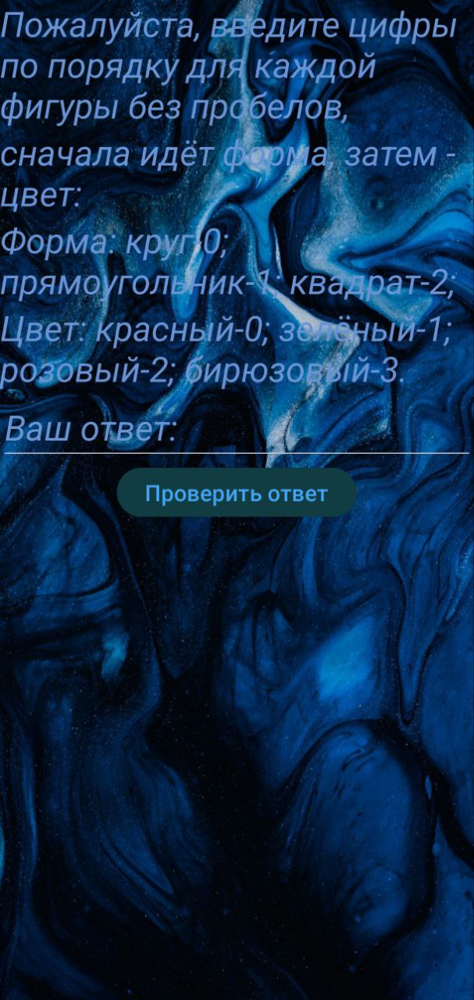 Пожалуйста, введите цифры
по порядку для каждой
фигуры без пробелов,
сначала идёт форма, затем -
цвет:
Форма: круг-0;
прямоугольник-1; квадрат-2;
Цвет: красный-0; зелёный-1;
розовый-2; бирюзовый-3.
Ваш ответ:
Проверить ответ